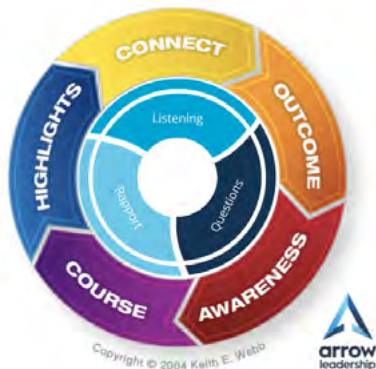 CONNECT
OUTCOME
AWARENESS
COURSE
HIGHLIGHTS
Listening
Questions
Rapport
Copyright © 2004 Keith E. Webb
arrow
leadership